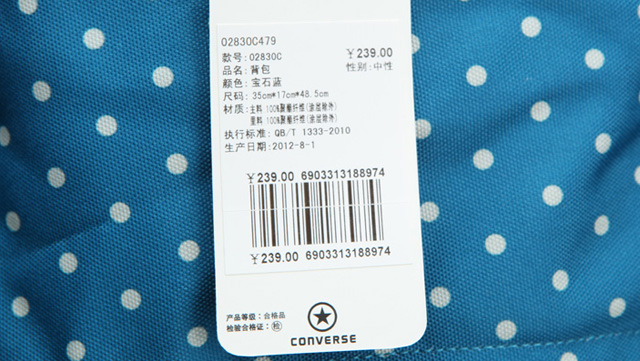 02830C479
款号: 02830C ￥239.00
品名: 背包 性别: 中性
颜色: 宝石蓝
尺码: 35cm*17cm*48.5cm
材质: 主料 100%聚酯纤维(涂层除外)
里料 100%聚酯纤维(涂层除外)
执行标准: QB/T 1333-2010
生产日期: 2012-8-1
￥239.00 6903313188974
￥239.00 6903313188974
产品等级: 合格品
检验合格证: 检
CONVERSE